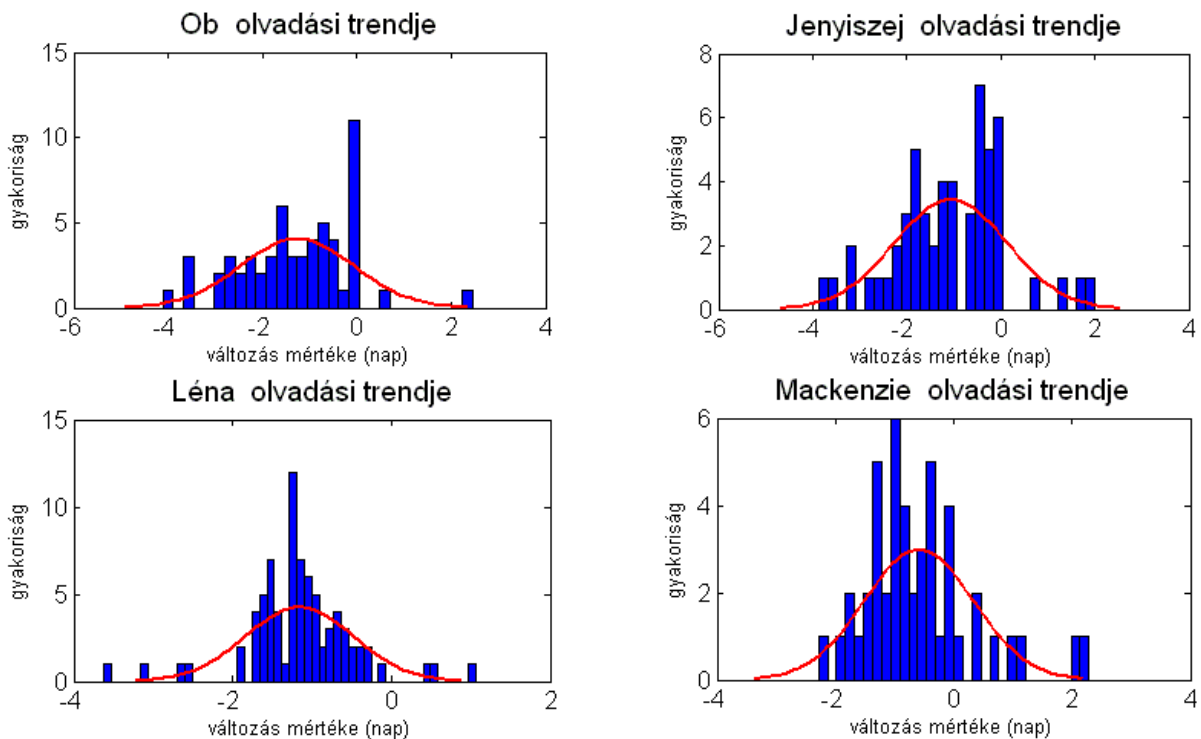 Ob olvadási trendje
15
10
5
0
-6 -4 -2 0 2 4
gyakoriság
változás mértéke (nap)
Jenyiszej olvadási trendje
8
6
4
2
0
-6 -4 -2 0 2 4
gyakoriság
változás mértéke (nap)
Léna olvadási trendje
15
10
5
0
-4 -2 0 2
gyakoriság
változás mértéke (nap)
Mackenzie olvadási trendje
6
4
2
0
-4 -2 0 2 4
gyakoriság
változás mértéke (nap)